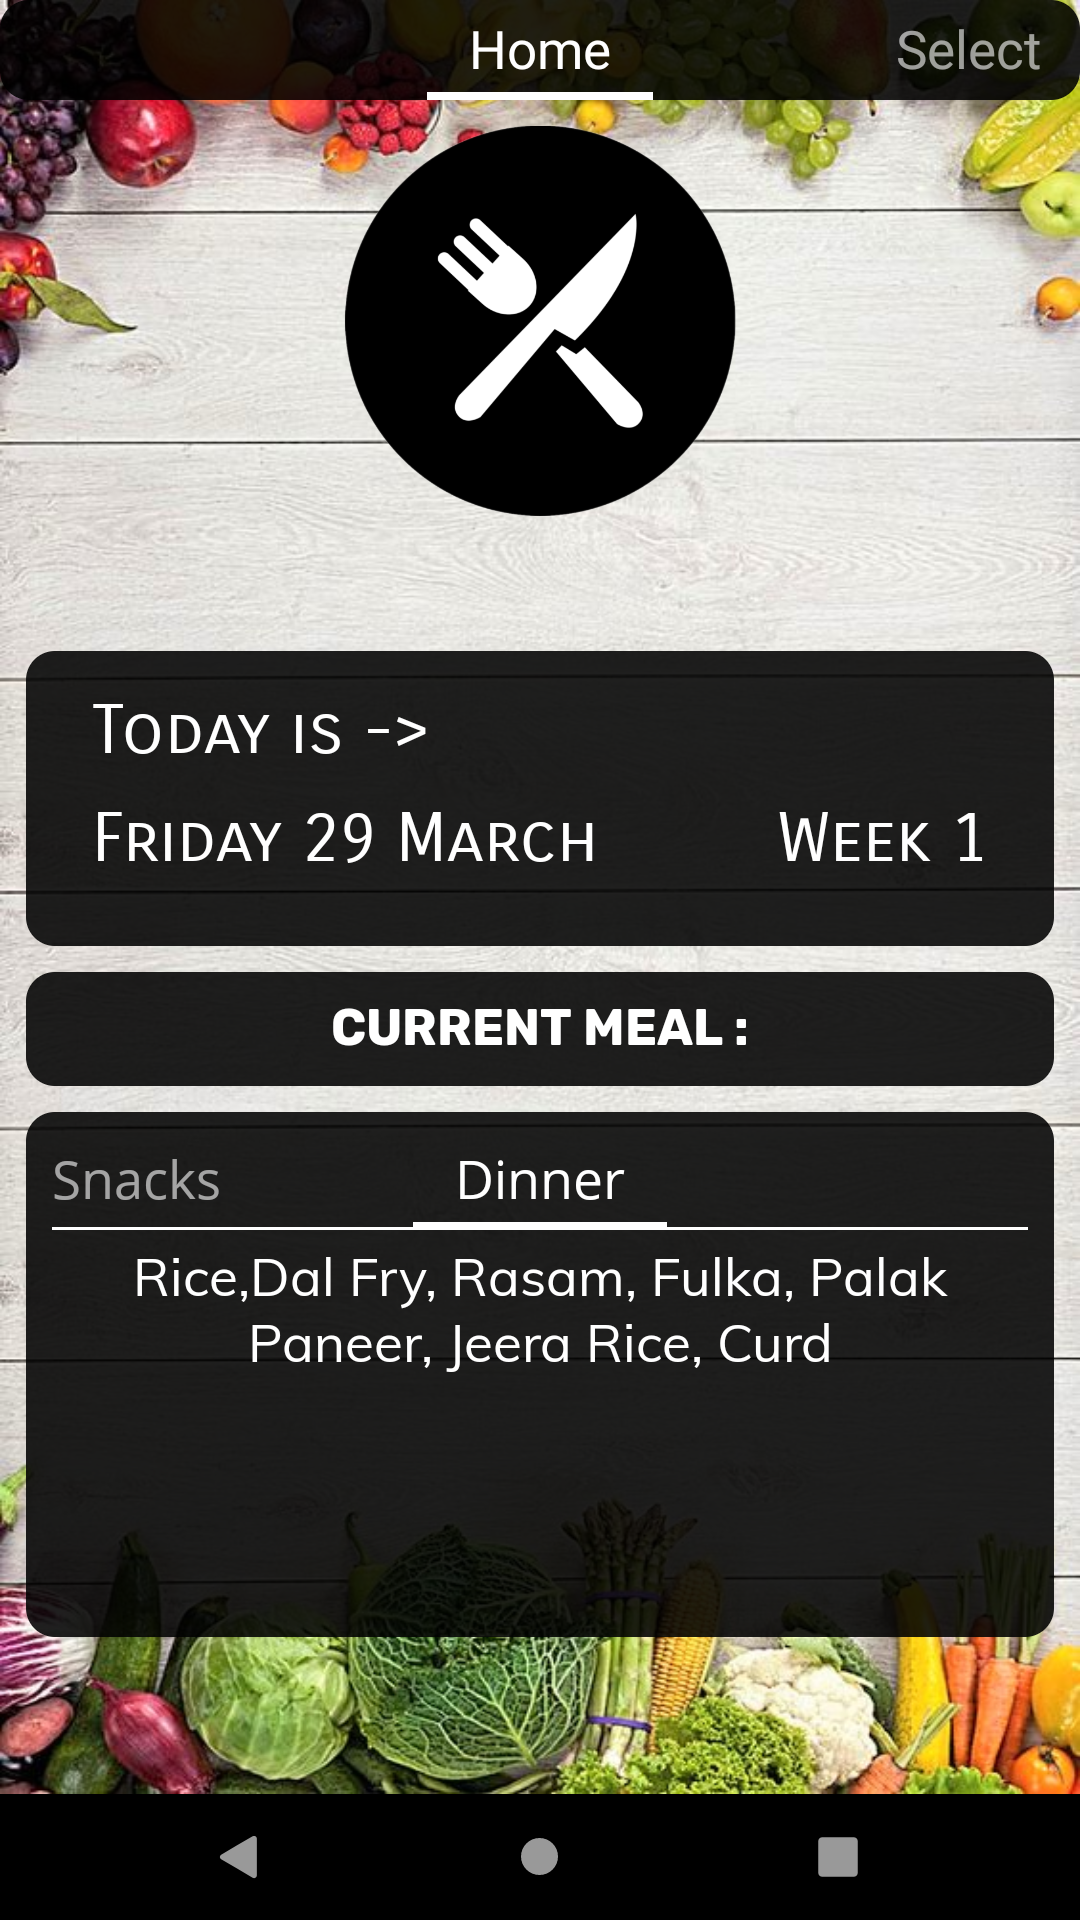 Home
Select
Today is ->
Friday 29 March
Week 1
CURRENT MEAL :
Snacks
Dinner
Rice,Dal Fry, Rasam, Fulka, Palak
Paneer, Jeera Rice, Curd